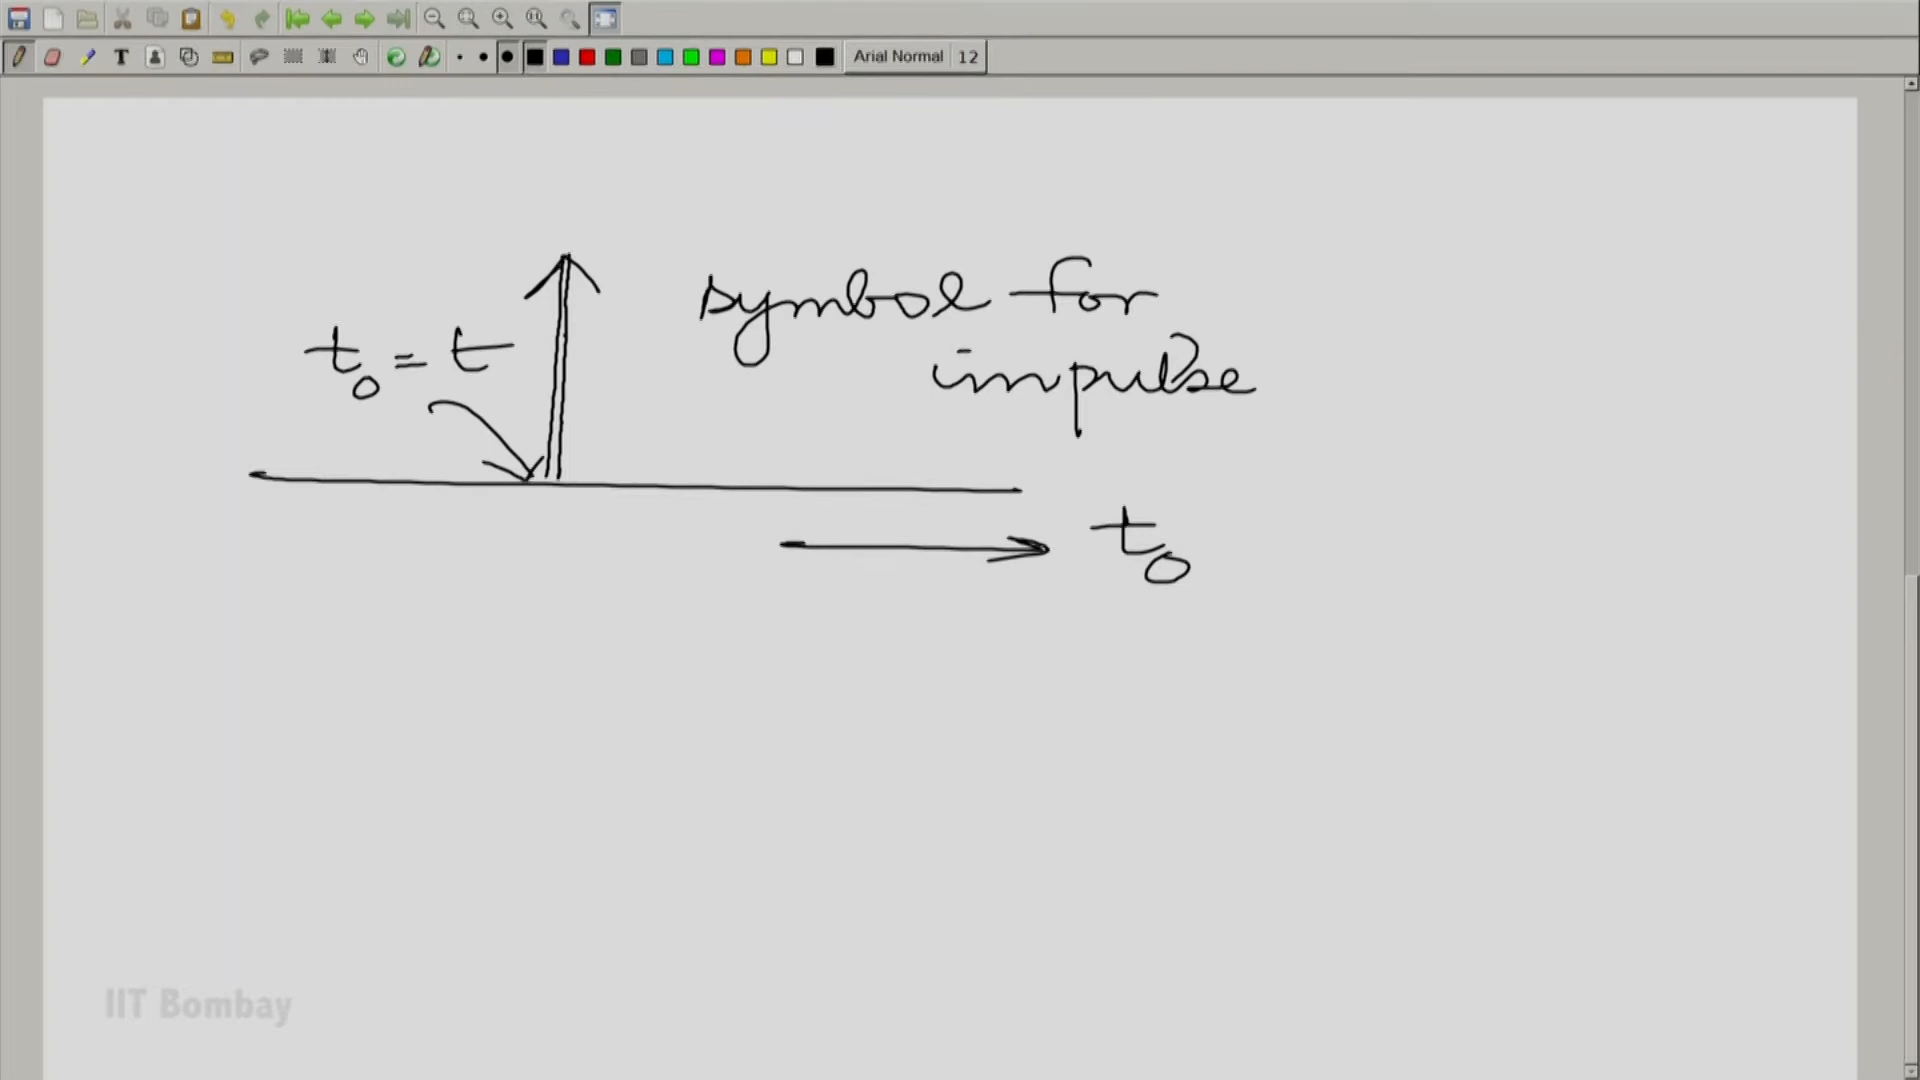 Arial Normal 12
symbol for
impulse
t₀ = t
t₀
IIT Bombay